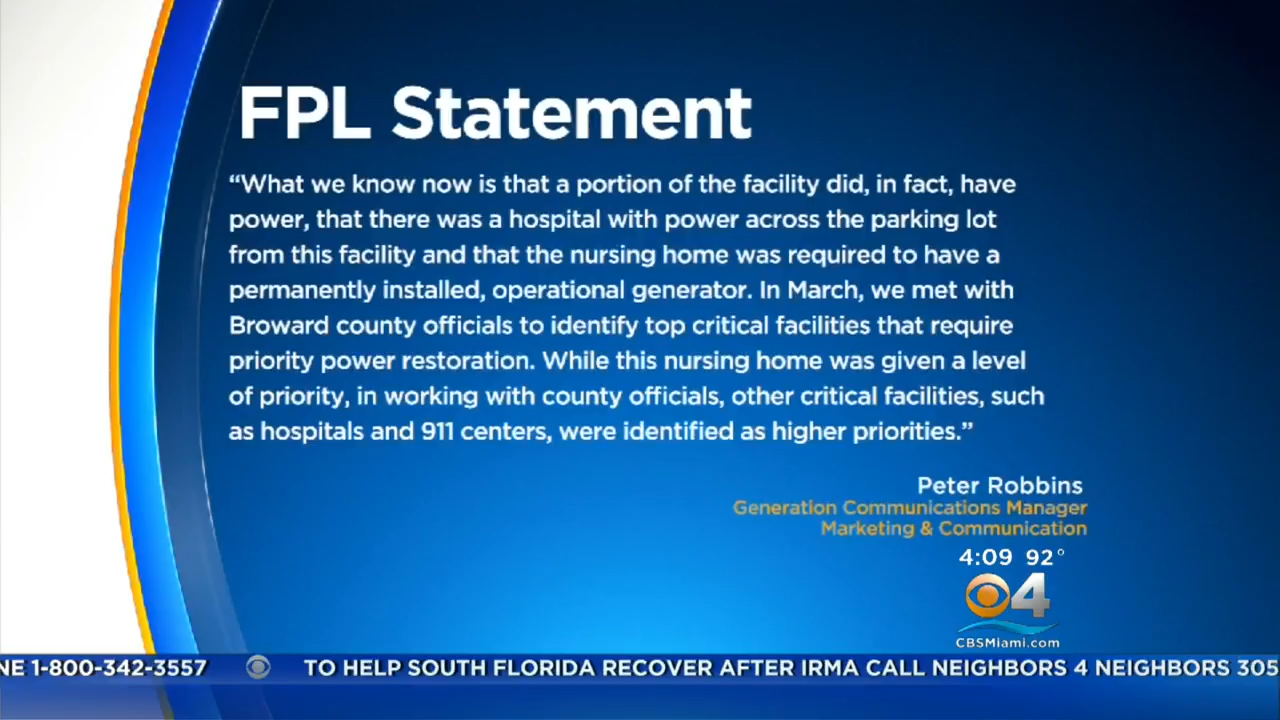 FPL Statement
“What we know now is that a portion of the facility did, in fact, have
power, that there was a hospital with power across the parking lot
from this facility and that the nursing home was required to have a
permanently installed, operational generator. In March, we met with
Broward county officials to identify top critical facilities that require
priority power restoration. While this nursing home was given a level
of priority, in working with county officials, other critical facilities, such
as hospitals and 911 centers, were identified as higher priorities.”
Peter Robbins
Generation Communications Manager
Marketing & Communication
4:09 92°
4
CBSMiami.com
NE 1-800-342-3557 TO HELP SOUTH FLORIDA RECOVER AFTER IRMA CALL NEIGHBORS 4 NEIGHBORS 305